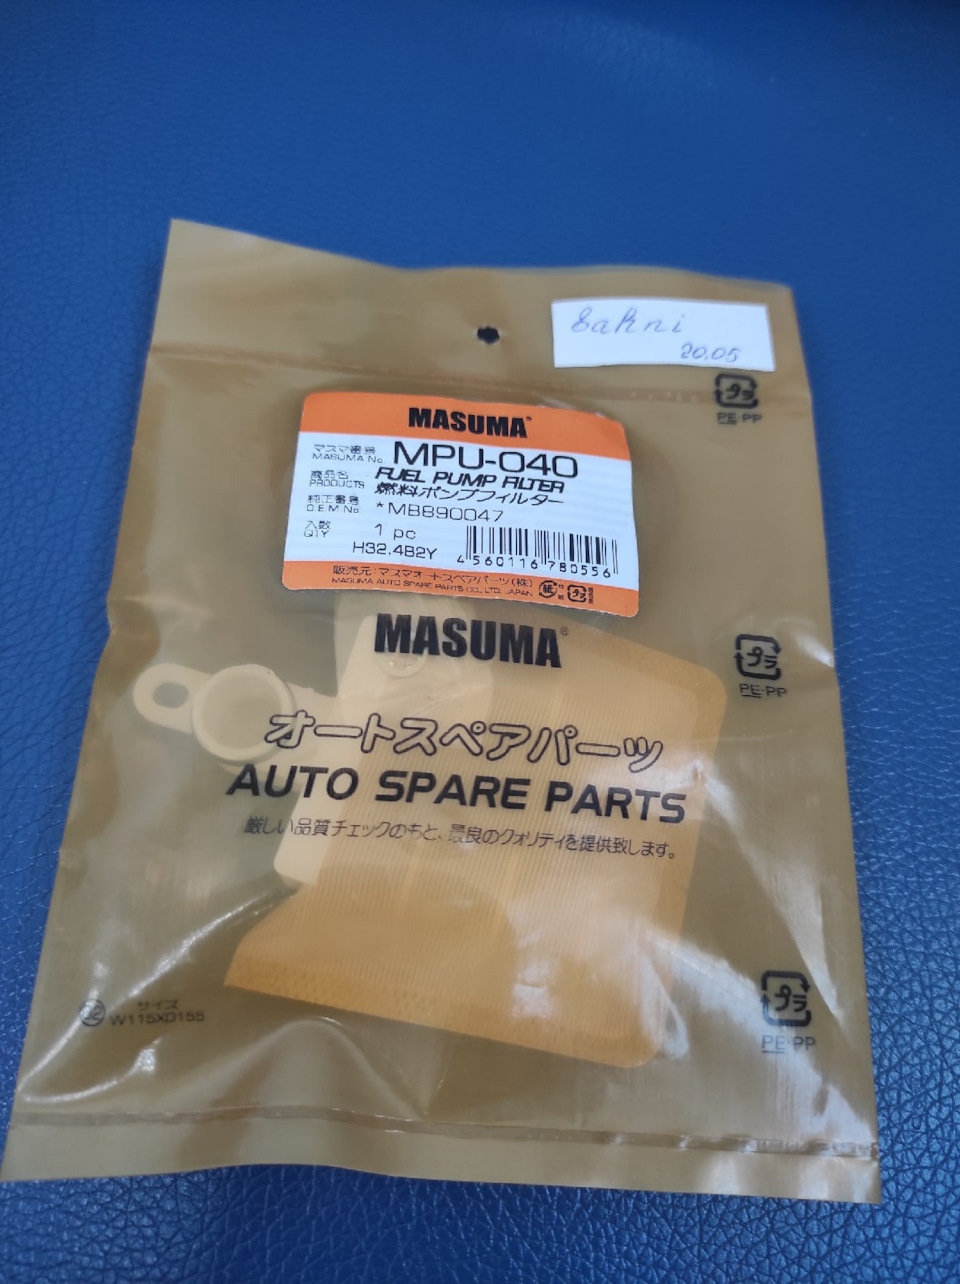 Sakni
20.05
PE-PP
MASUMA
マスマ番号
MASUMA No. MPU-040
商品名
PRODUCTS FUEL PUMP FILTER
燃料ポンプフィルター
純正番号
O.E.M No. *MB890047
入数
QTY 1 pc
H32.4B2Y 4560116780556
販売元:マスマオートスペアパーツ(株)
MASUMA AUTO SPARE PARTS CO., LTD. JAPAN
MASUMA®
プラ
PE-PP
オートスペアパーツ
AUTO SPARE PARTS
厳しい品質チェックのもと、最良のクォリティを提供致します。
サイズ
W115XD155
プラ
PE-PP